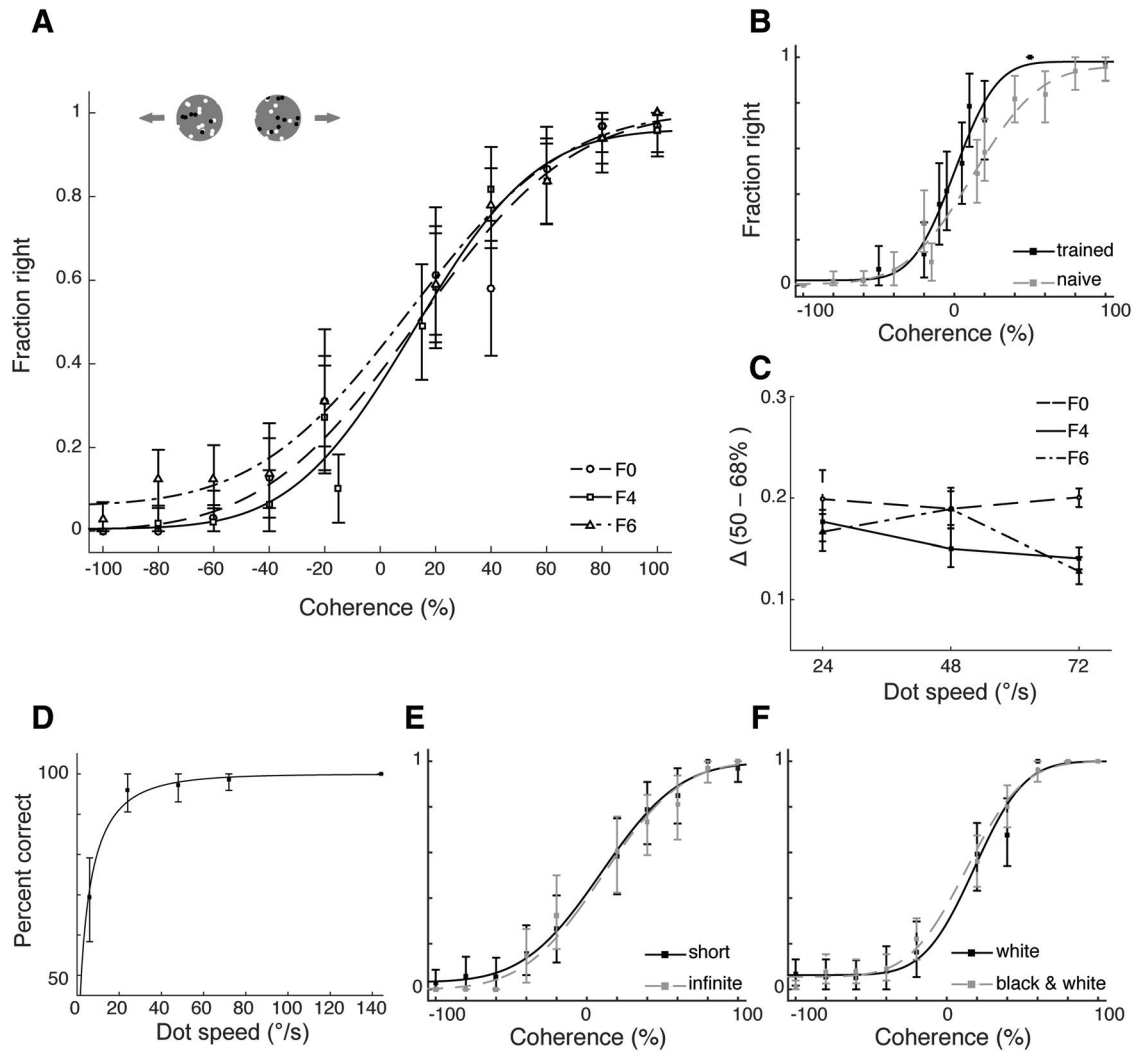 A
1
0.8
0.6
0.4
0.2
0
Fraction right
-100
-80
-60
-40
-20
0
20
40
60
80
100
Coherence (%)
F0
F4
F6
B
1
0
Fraction right
trained
naive
-100
0
100
Coherence (%)
C
0.3
0.2
0.1
Δ (50 – 68% )
F0
F4
F6
24
48
72
Dot speed (°/s)
D
100
50
Percent correct
0
20
40
60
80
100
120
140
Dot speed (°/s)
E
1
0
short
infinite
-100
0
100
Coherence (%)
F
1
0
white
black & white
-100
0
100
Coherence (%)